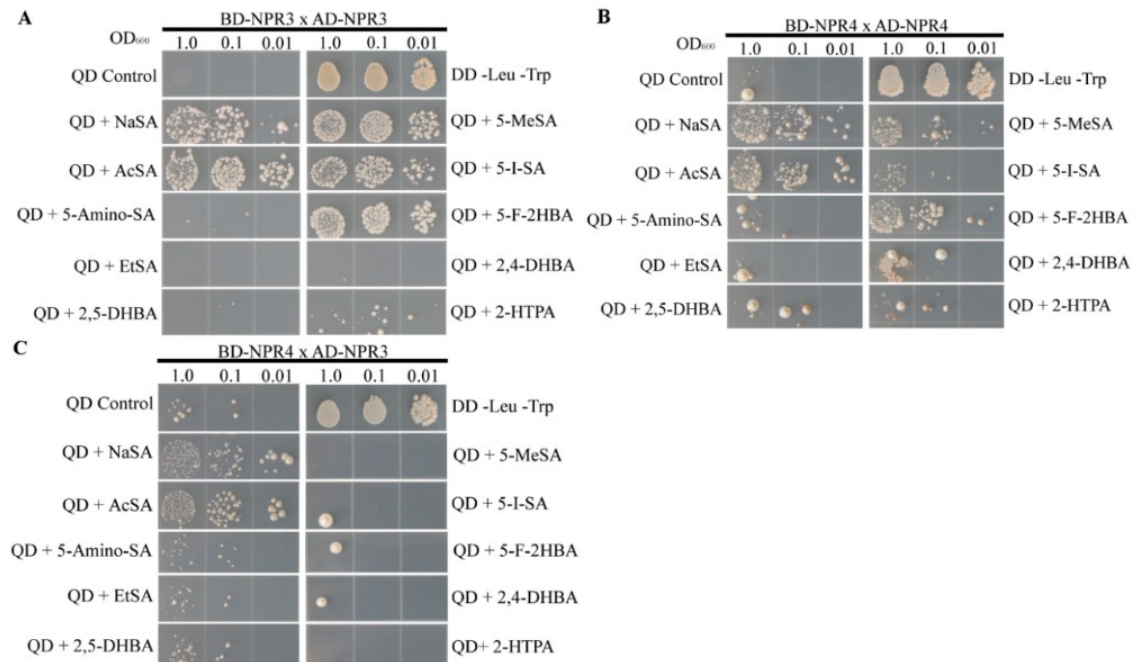 A
BD-NPR3 x AD-NPR3
OD600 1.0 0.1 0.01 1.0 0.1 0.01
QD Control DD -Leu -Trp
QD + NaSA QD + 5-MeSA
QD + AcSA QD + 5-I-SA
QD + 5-Amino-SA QD + 5-F-2HBA
QD + EtSA QD + 2,4-DHBA
QD + 2,5-DHBA QD + 2-HTPA
B
BD-NPR4 x AD-NPR4
OD600 1.0 0.1 0.01 1.0 0.1 0.01
QD Control DD -Leu -Trp
QD + NaSA QD + 5-MeSA
QD + AcSA QD + 5-I-SA
QD + 5-Amino-SA QD + 5-F-2HBA
QD + EtSA QD + 2,4-DHBA
QD + 2,5-DHBA QD + 2-HTPA
C
BD-NPR4 x AD-NPR3
1.0 0.1 0.01 1.0 0.1 0.01
QD Control DD -Leu -Trp
QD + NaSA QD + 5-MeSA
QD + AcSA QD + 5-I-SA
QD + 5-Amino-SA QD + 5-F-2HBA
QD + EtSA QD + 2,4-DHBA
QD + 2,5-DHBA QD+ 2-HTPA